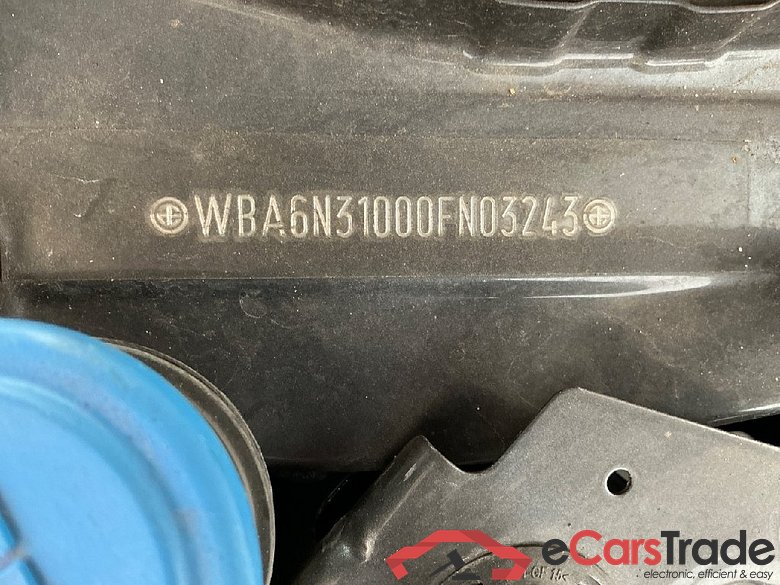 WBA6N31000FN03243
eCarsTrade
electronic, efficient & easy